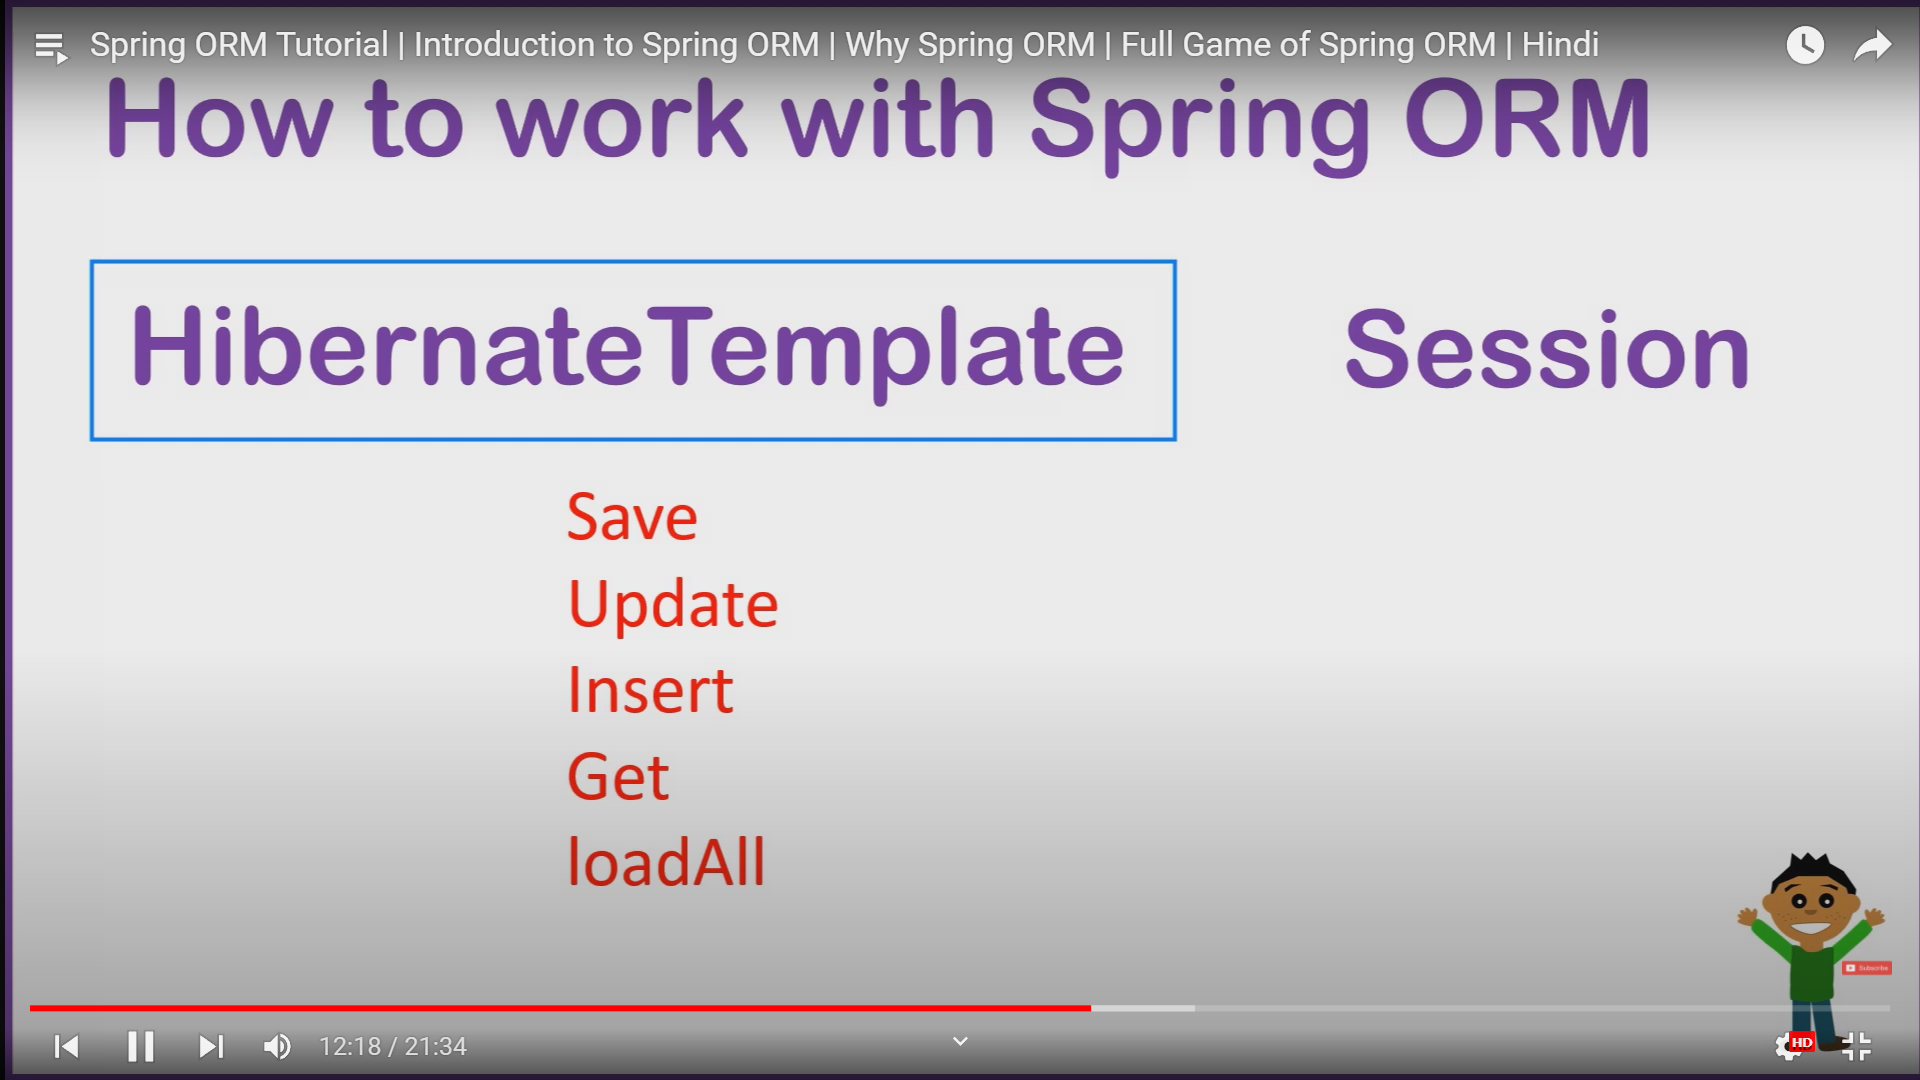 Spring ORM Tutorial | Introduction to Spring ORM | Why Spring ORM | Full Game of Spring ORM | Hindi
How to work with Spring ORM
HibernateTemplate
Session
Save
Update
Insert
Get
loadAll
Subscribe
12:18 / 21:34
HD